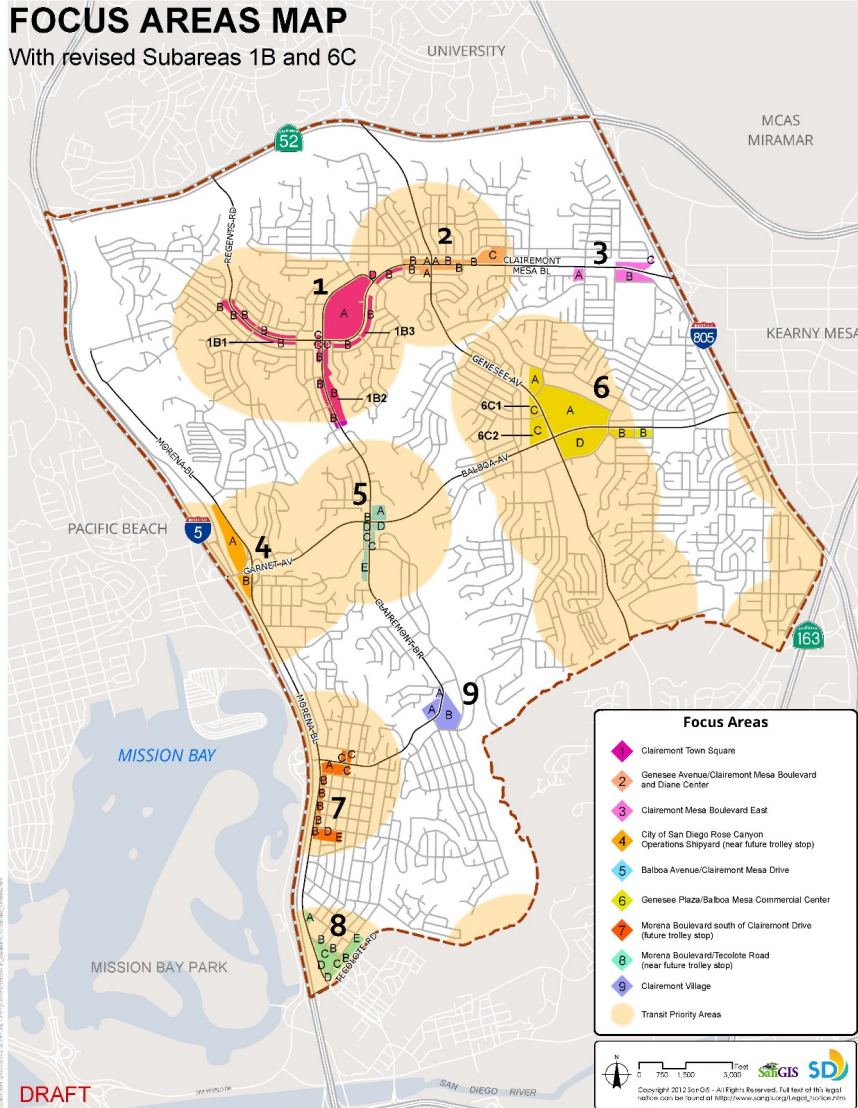 FOCUS AREAS MAP
With revised Subareas 1B and 6C
UNIVERSITY
MCAS
MIRAMAR
52
REGENTS RD
2
B A A B B C
B A B
CLAIREMONT
MESA BL
3
C
A B
1
D B
A
B
B B B
B
B
C
C C B
B
1B1
1B3
B
B
1B2
B
805
KEARNY MESA
GENESEE AV
6
A
6C1
C
A
6C2
C
D
B B
BALBOA AV
MORENA BL
PACIFIC BEACH
5
4
A
GARNET AV
B
5
A
B
D D
C
C
E
CLAIREMONT DR
163
9
A
A
B
MORENA BL
MISSION BAY
C
C
A C
B
B
B
B
7
B D E
8
A
B E
B
C
B
D C
D
TECOLOTE RD
MISSION BAY PARK
SEA WORLD DR
SAN DIEGO RIVER
DRAFT
Focus Areas
1 Clairemont Town Square
2 Genesee Avenue/Clairemont Mesa Boulevard
and Diane Center
3 Clairemont Mesa Boulevard East
4 City of San Diego Rose Canyon
Operations Shipyard (near future trolley stop)
5 Balboa Avenue/Clairemont Mesa Drive
6 Genesee Plaza/Balboa Mesa Commercial Center
7 Morena Boulevard south of Clairemont Drive
(future trolley stop)
8 Morena Boulevard/Tecolote Road
(near future trolley stop)
9 Clairemont Village
Transit Priority Areas
N
Feet
0 750 1,500 3,000
SanGIS
SD
Copyright 2012 SanGIS - All Rights Reserved. Full text of this legal
notice can be found at http://www.sangis.org/Legal_Notice.htm